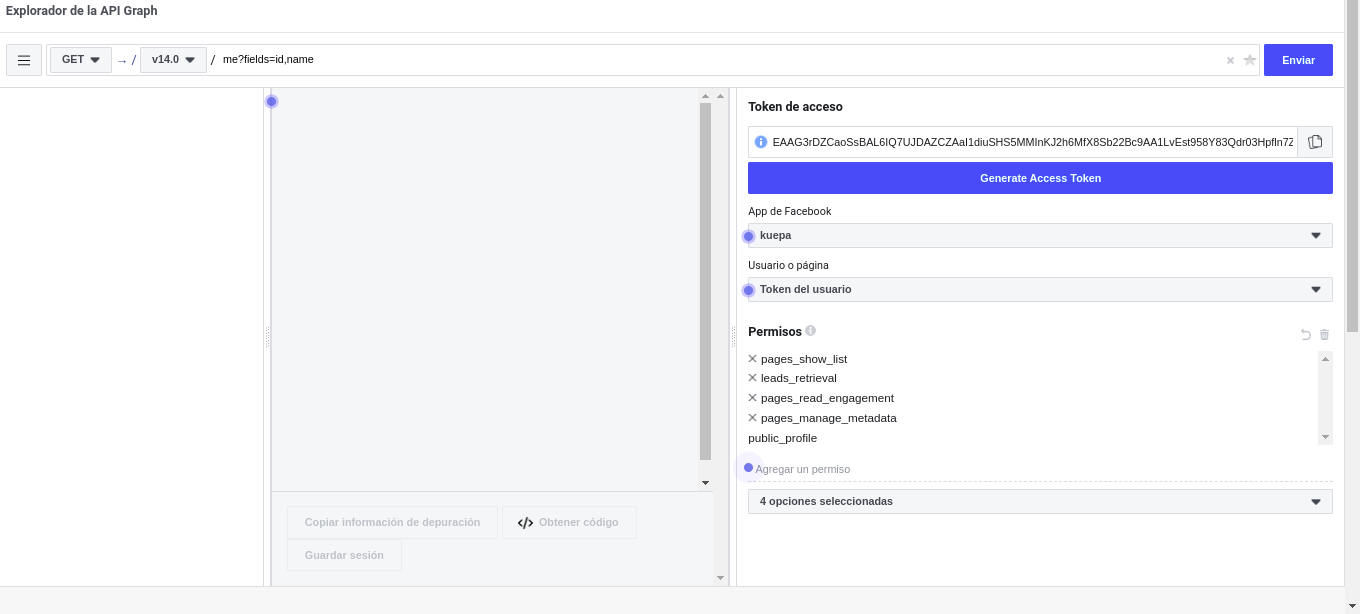 Explorador de la API Graph
GET → / v14.0 / me?fields=id,name Enviar
Token de acceso
EAAG3rDZCaoSsBAL6IQ7UJDAZCZAaI1diuSHS5MMInKJ2h6MfX8Sb22Bc9AA1LvEst958Y83Qdr03Hpfln7Z
Generate Access Token
App de Facebook
kuepa
Usuario o página
Token del usuario
Permisos
pages_show_list
leads_retrieval
pages_read_engagement
pages_manage_metadata
public_profile
Agregar un permiso
4 opciones seleccionadas
Copiar información de depuración
</> Obtener código
Guardar sesión